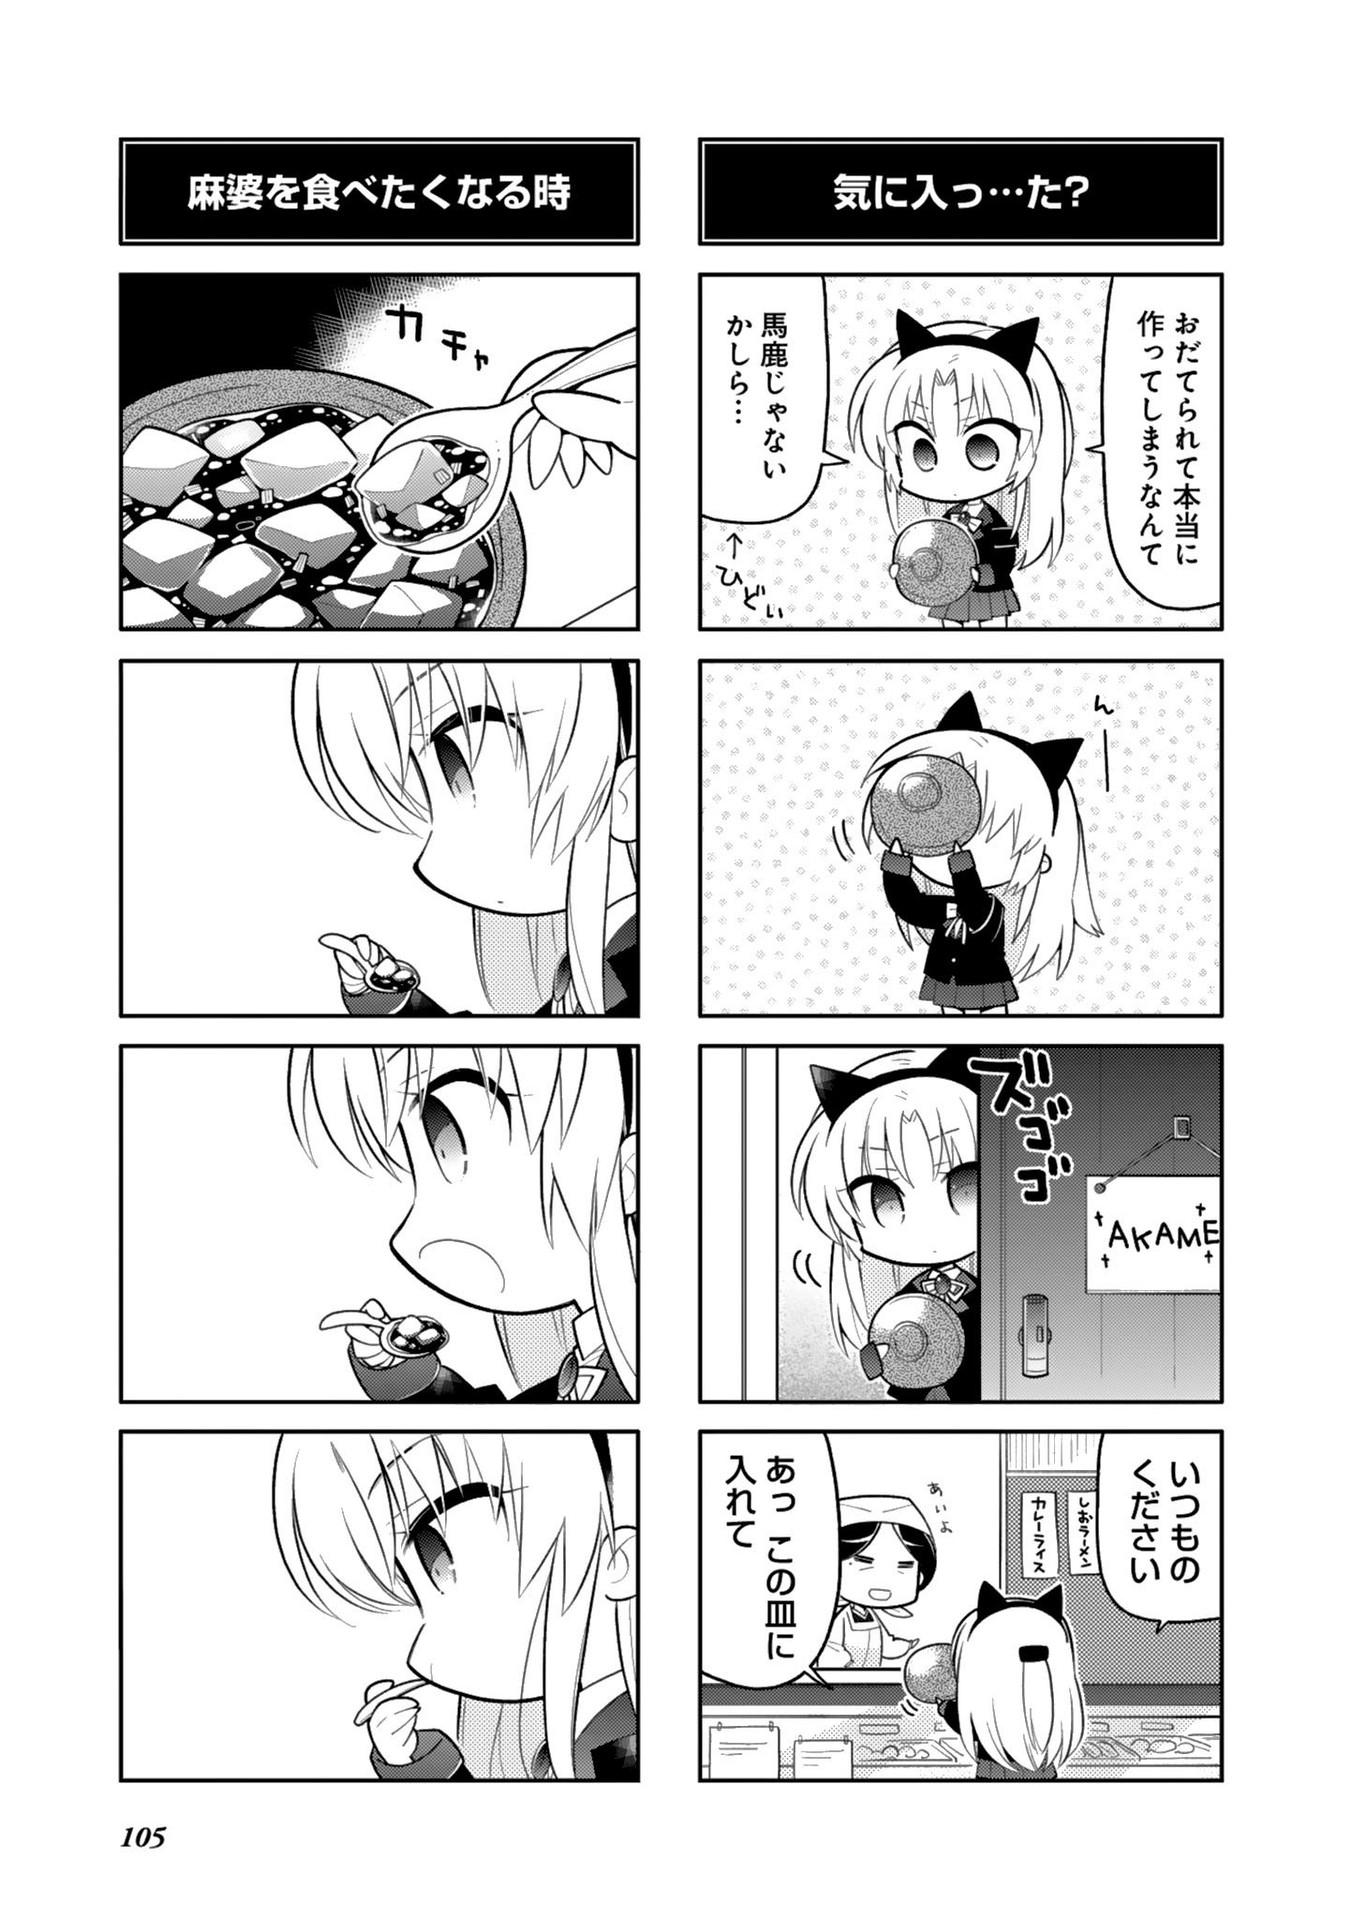 気に入っ…た?
おだてられて本当に
作ってしまうなんて
馬鹿じゃない
かしら…
↑ひどい
んー
ズゴゴゴ
AKAME
いつもの
ください
しおラーメン
カレーライス
あいよ
あっ この皿に
入れて
麻婆を食べたくなる時
カチャ
105